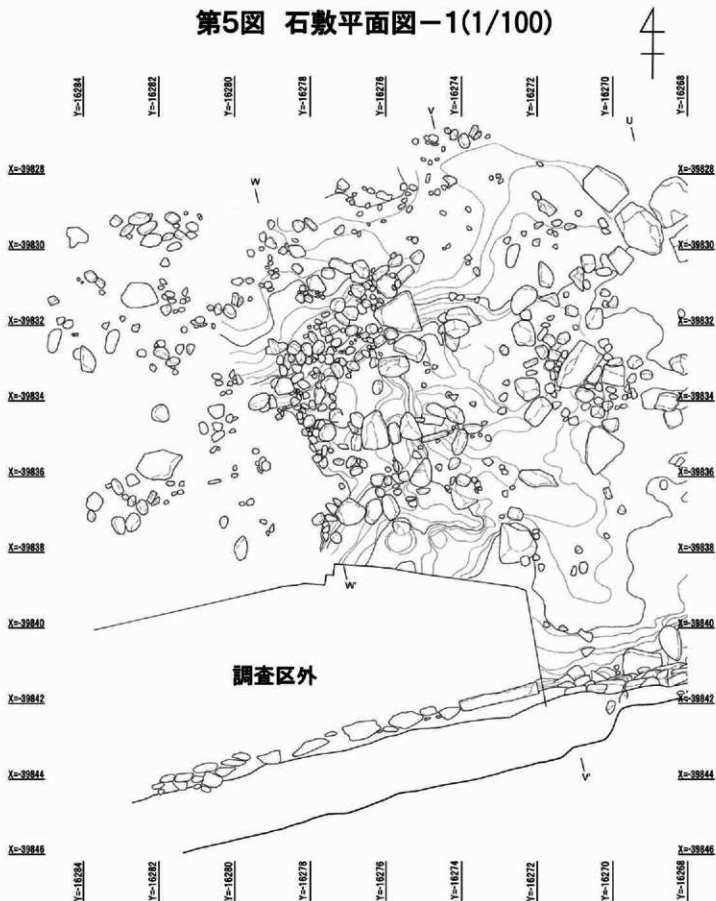 第5図 石敷平面図－1(1/100)
Y=-16284
Y=-16282
Y=-16280
Y=-16278
Y=-16276
Y=-16274
Y=-16272
Y=-16270
Y=-16268
V
U
W
X=-39828
X=-39828
X=-39830
X=-39830
X=-39832
X=-39832
X=-39834
X=-39834
X=-39836
X=-39836
X=-39838
X=-39838
W'
X=-39840
X=-39840
調査区外
X=-39842
X=-39842
V'
X=-39844
X=-39844
X=-39846
X=-39846
Y=-16284
Y=-16282
Y=-16280
Y=-16278
Y=-16276
Y=-16274
Y=-16272
Y=-16270
Y=-16268